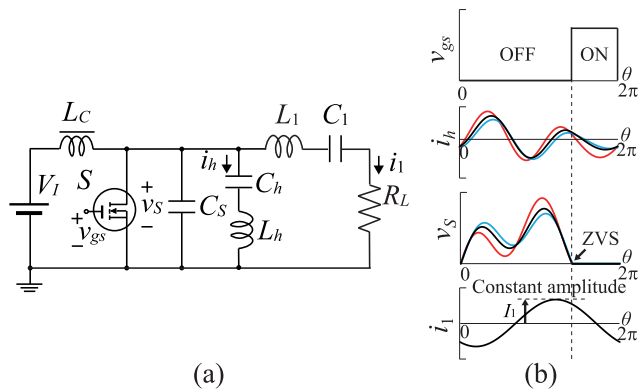 L_C
V_I
S
+
v_gs
−
+
v_S
−
C_S
i_h
C_h
L_h
L_1
C_1
i_1
R_L
(a)
v_gs
OFF
ON
0
θ
2π
i_h
0
θ
2π
v_S
ZVS
0
θ
2π
Constant amplitude
i_1
I_1
0
θ
2π
(b)